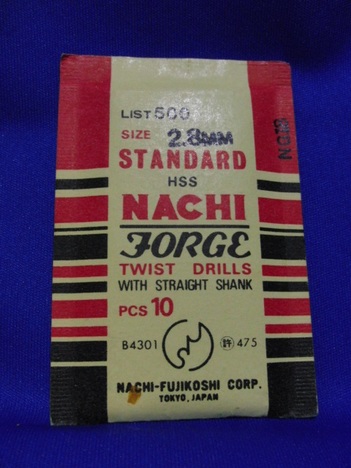 LIST 500
SIZE 2.8MM
STANDARD
HSS
NACHI
FORGE
TWIST DRILLS
WITH STRAIGHT SHANK
PCS 10
B4301 許 475
NACHI-FUJIKOSHI CORP.
TOKYO, JAPAN